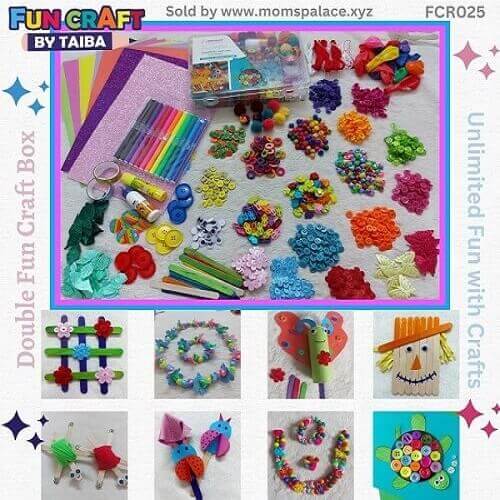 FUN CRAFT
BY TAIBA
Sold by www.momspalace.xyz
FCR025
Double Fun Craft Box
Unlimited Fun with Crafts